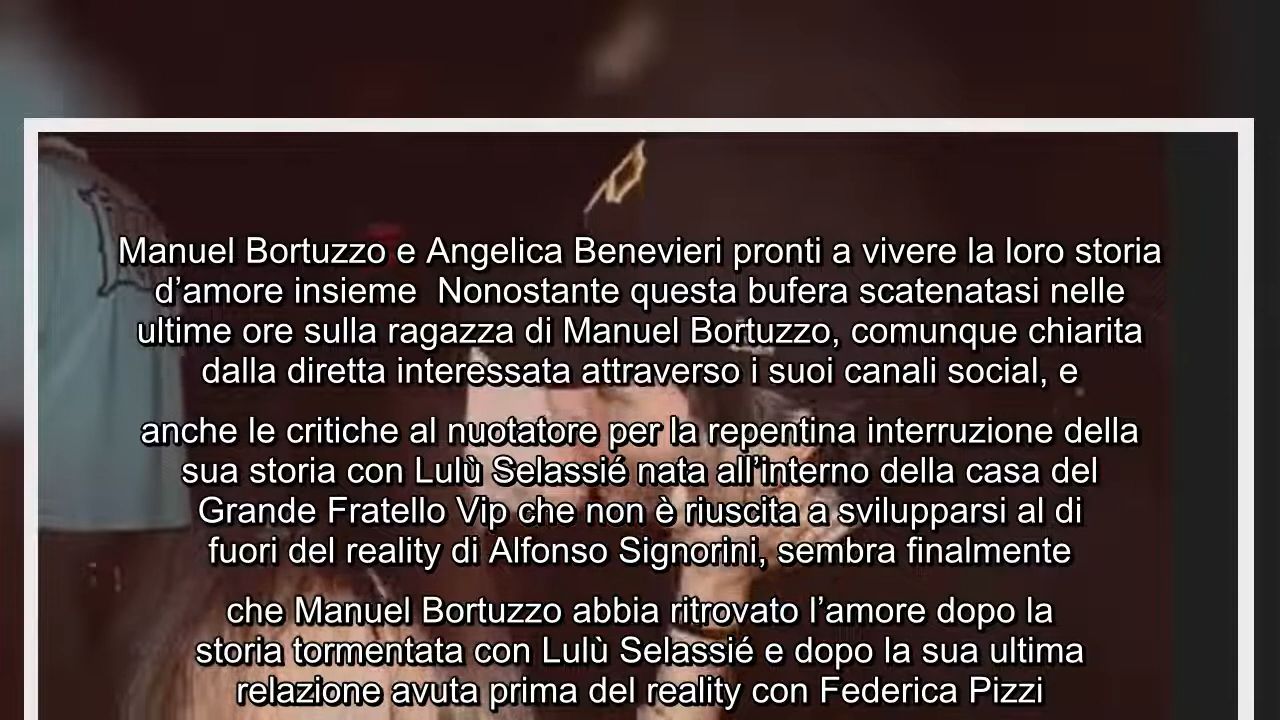 Manuel Bortuzzo e Angelica Benevieri pronti a vivere la loro storia
d’amore insieme  Nonostante questa bufera scatenatasi nelle
ultime ore sulla ragazza di Manuel Bortuzzo, comunque chiarita
dalla diretta interessata attraverso i suoi canali social, e
anche le critiche al nuotatore per la repentina interruzione della
sua storia con Lulù Selassié nata all’interno della casa del
Grande Fratello Vip che non è riuscita a svilupparsi al di
fuori del reality di Alfonso Signorini, sembra finalmente
che Manuel Bortuzzo abbia ritrovato l’amore dopo la
storia tormentata con Lulù Selassié e dopo la sua ultima
relazione avuta prima del reality con Federica Pizzi